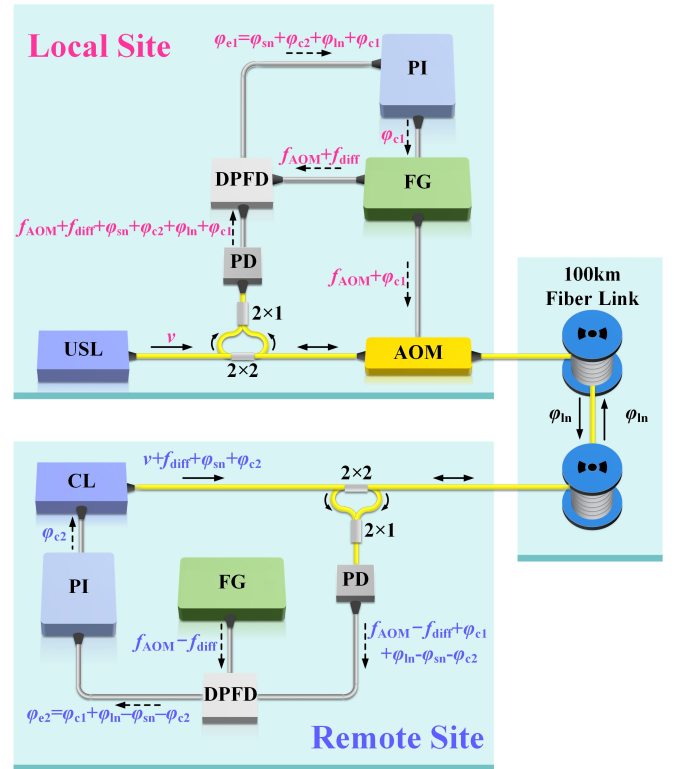 Local Site
φe1=φsn+φc2+φln+φc1
PI
φc1
fAOM+fdiff
DPFD
FG
fAOM+fdiff+φsn+φc2+φln+φc1
PD
fAOM+φc1
2×1
USL
v
2×2
AOM
100km
Fiber Link
φln
φln
v+fdiff+φsn+φc2
CL
2×2
2×1
φc2
PI
FG
PD
fAOM−fdiff
fAOM−fdiff+φc1
+φln-φsn-φc2
DPFD
φe2=φc1+φln−φsn−φc2
Remote Site